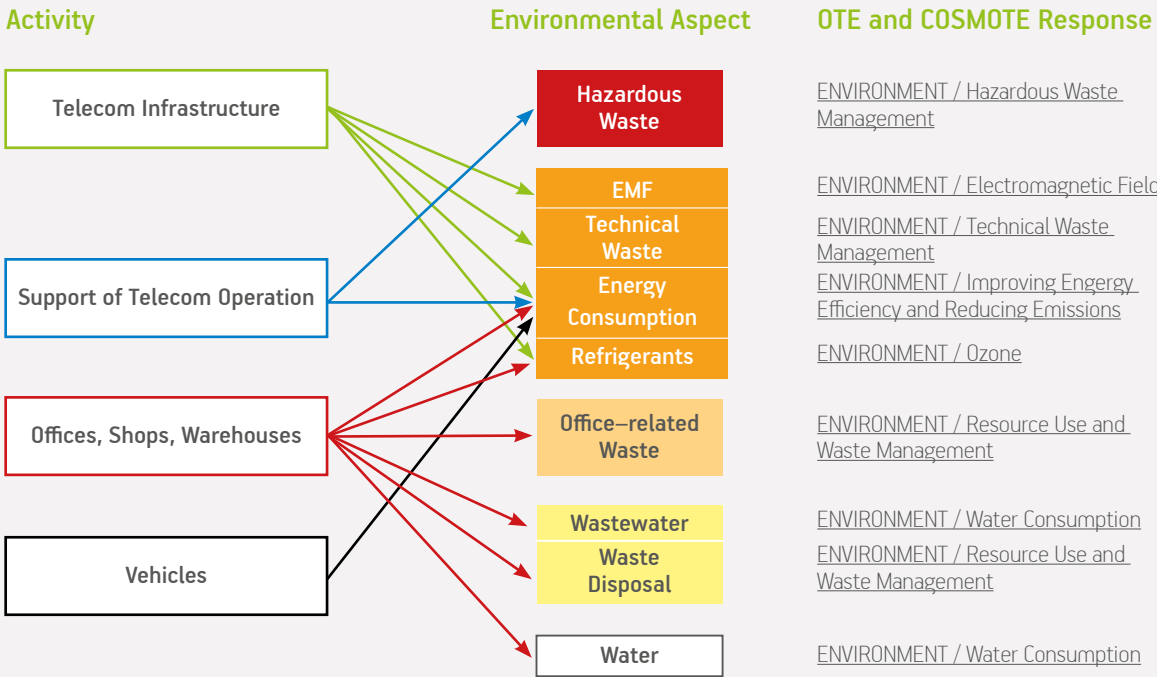 Activity
Environmental Aspect
OTE and COSMOTE Response
Telecom Infrastructure
Support of Telecom Operation
Offices, Shops, Warehouses
Vehicles
Hazardous
Waste
EMF
Technical
Waste
Energy
Consumption
Refrigerants
Office–related
Waste
Wastewater
Waste
Disposal
Water
ENVIRONMENT / Hazardous Waste
Management
ENVIRONMENT / Electromagnetic Field
ENVIRONMENT / Technical Waste
Management
ENVIRONMENT / Improving Engergy
Efficiency and Reducing Emissions
ENVIRONMENT / Ozone
ENVIRONMENT / Resource Use and
Waste Management
ENVIRONMENT / Water Consumption
ENVIRONMENT / Resource Use and
Waste Management
ENVIRONMENT / Water Consumption